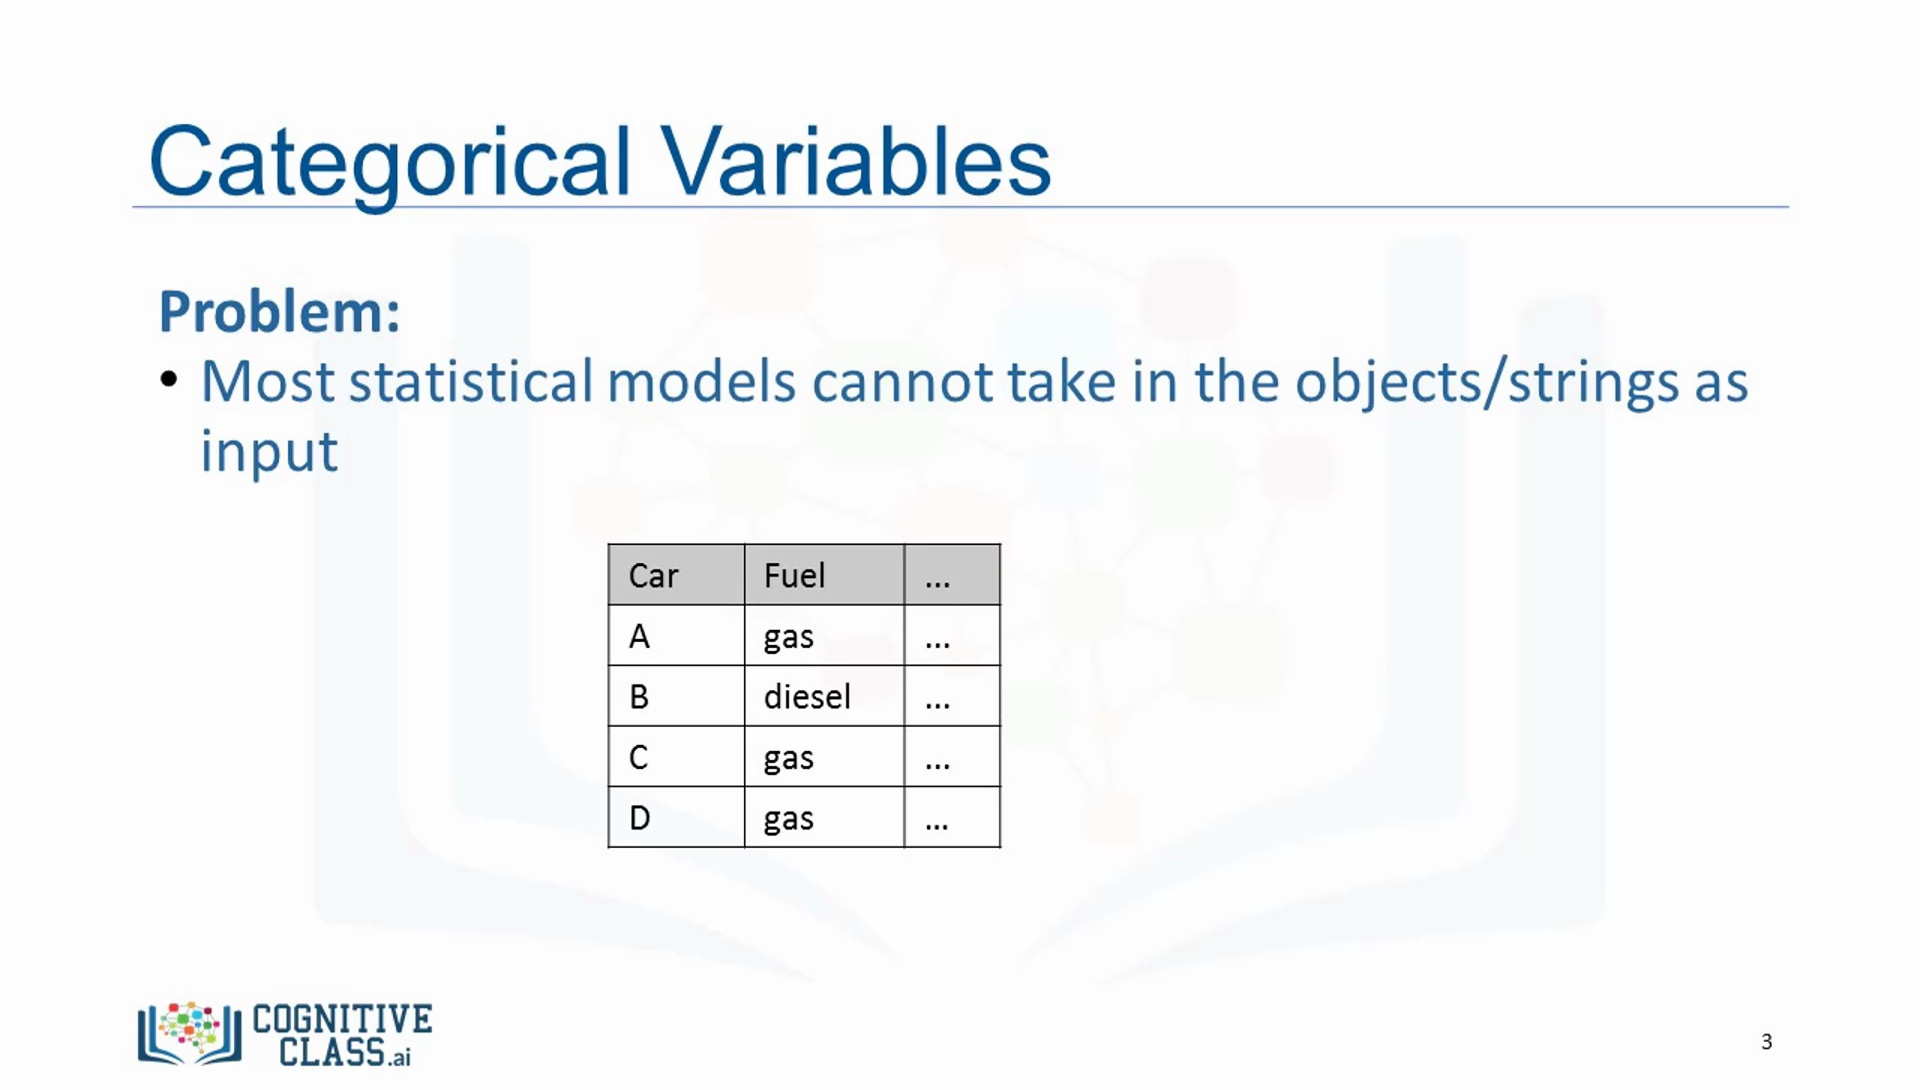 Categorical Variables
Problem:
• Most statistical models cannot take in the objects/strings as
input
Car Fuel ...
A gas ...
B diesel ...
C gas ...
D gas ...
COGNITIVE
CLASS.ai
3